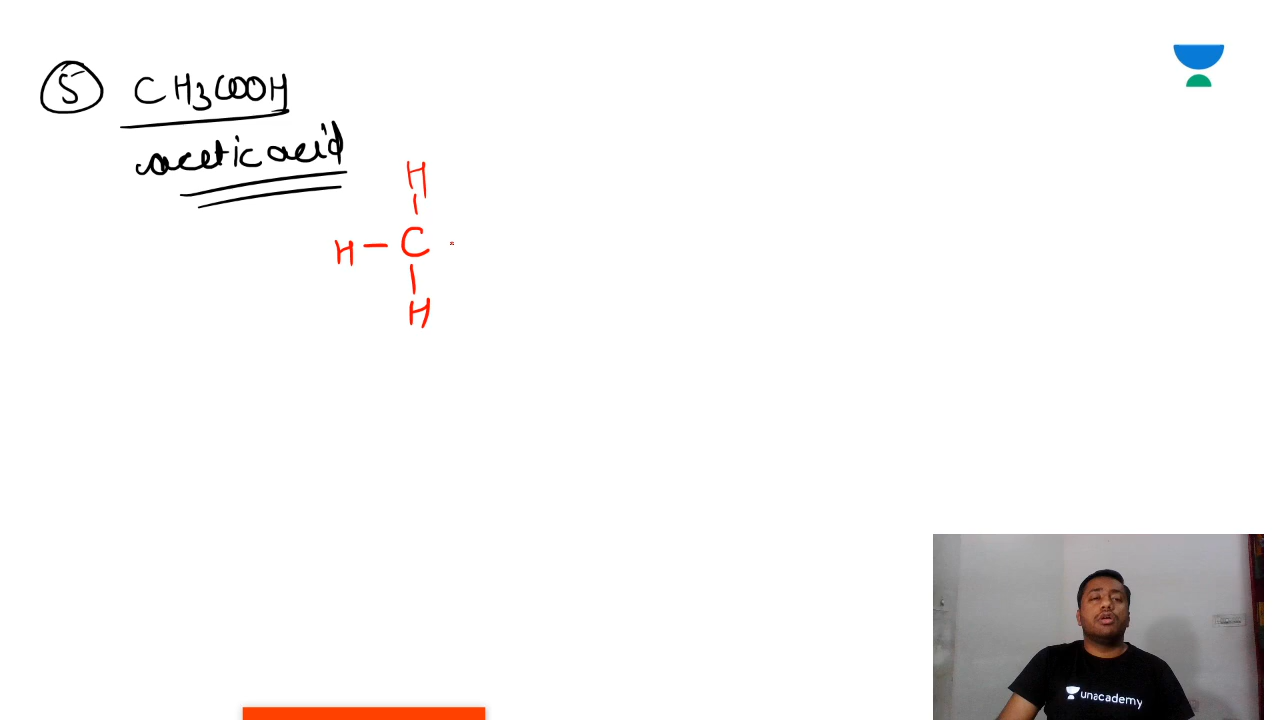 5 CH3COOH
acetic acid
H
H - C
H
unacademy